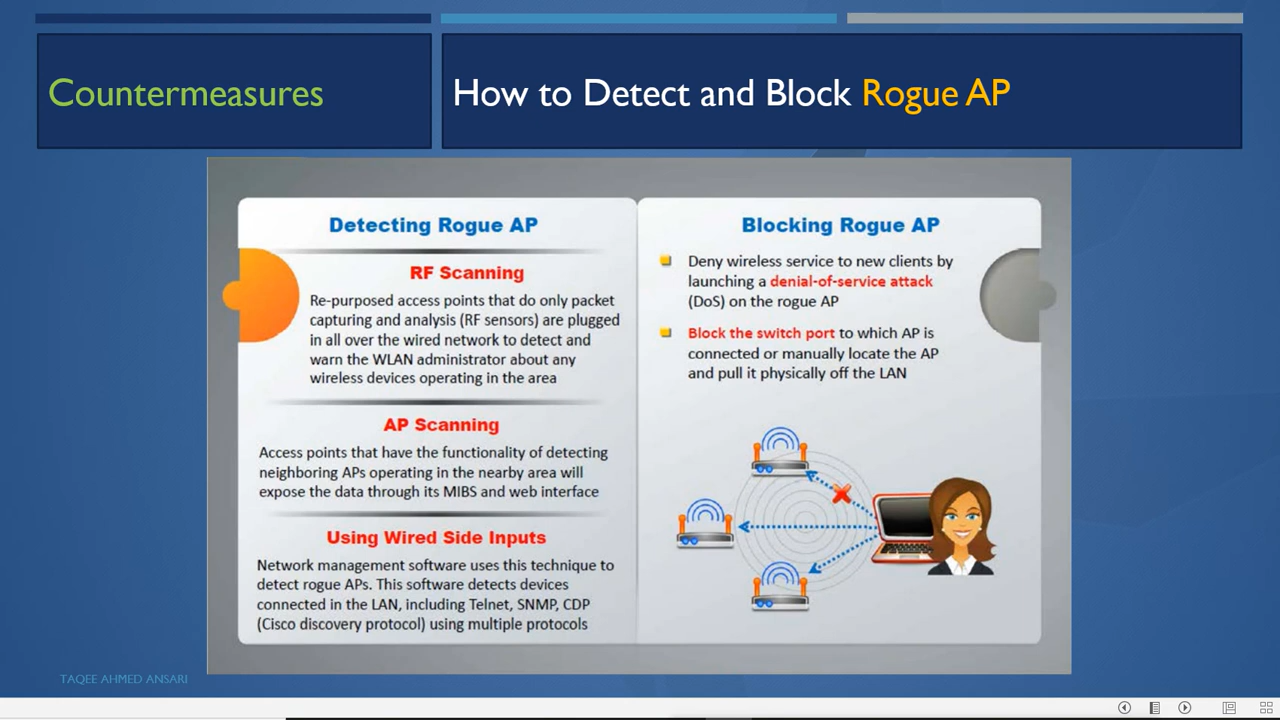 Countermeasures
How to Detect and Block Rogue AP
Detecting Rogue AP
RF Scanning
Re-purposed access points that do only packet
capturing and analysis (RF sensors) are plugged
in all over the wired network to detect and
warn the WLAN administrator about any
wireless devices operating in the area
AP Scanning
Access points that have the functionality of detecting
neighboring APs operating in the nearby area will
expose the data through its MIBS and web interface
Using Wired Side Inputs
Network management software uses this technique to
detect rogue APs. This software detects devices
connected in the LAN, including Telnet, SNMP, CDP
(Cisco discovery protocol) using multiple protocols
Blocking Rogue AP
Deny wireless service to new clients by
launching a denial-of-service attack
(DoS) on the rogue AP
Block the switch port to which AP is
connected or manually locate the AP
and pull it physically off the LAN
TAQEE AHMED ANSARI